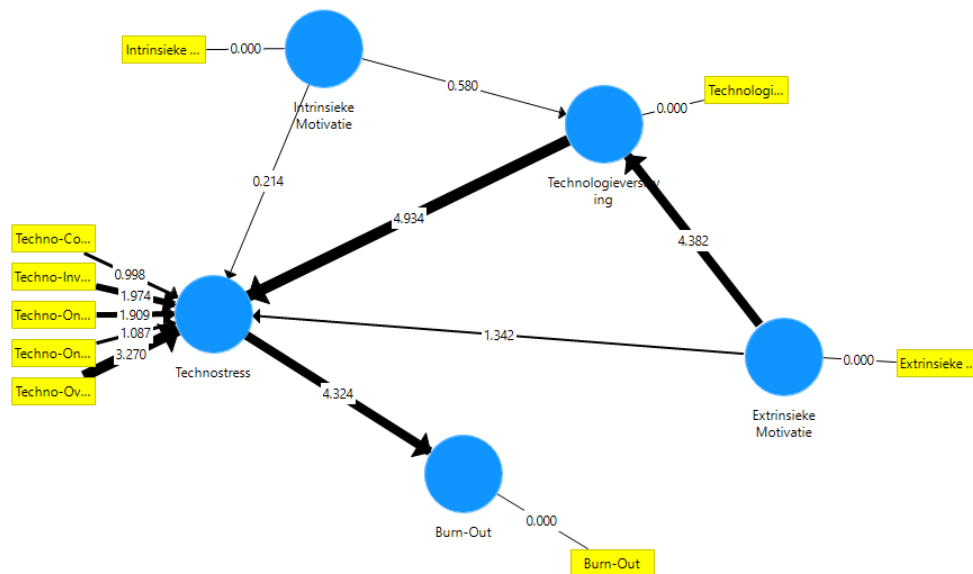 Intrinsieke ...
0.000
Intrinsieke
Motivatie
0.580
0.000
Technologi...
0.214
4.934
4.382
ing
Techno-Co...
Techno-Inv...
Techno-On...
Techno-On...
Techno-Ov...
0.998
1.974
1.909
1.087
3.270
Technostress
1.342
0.000
Extrinsieke ...
Extrinsieke
Motivatie
4.324
Burn-Out
0.000
Burn-Out